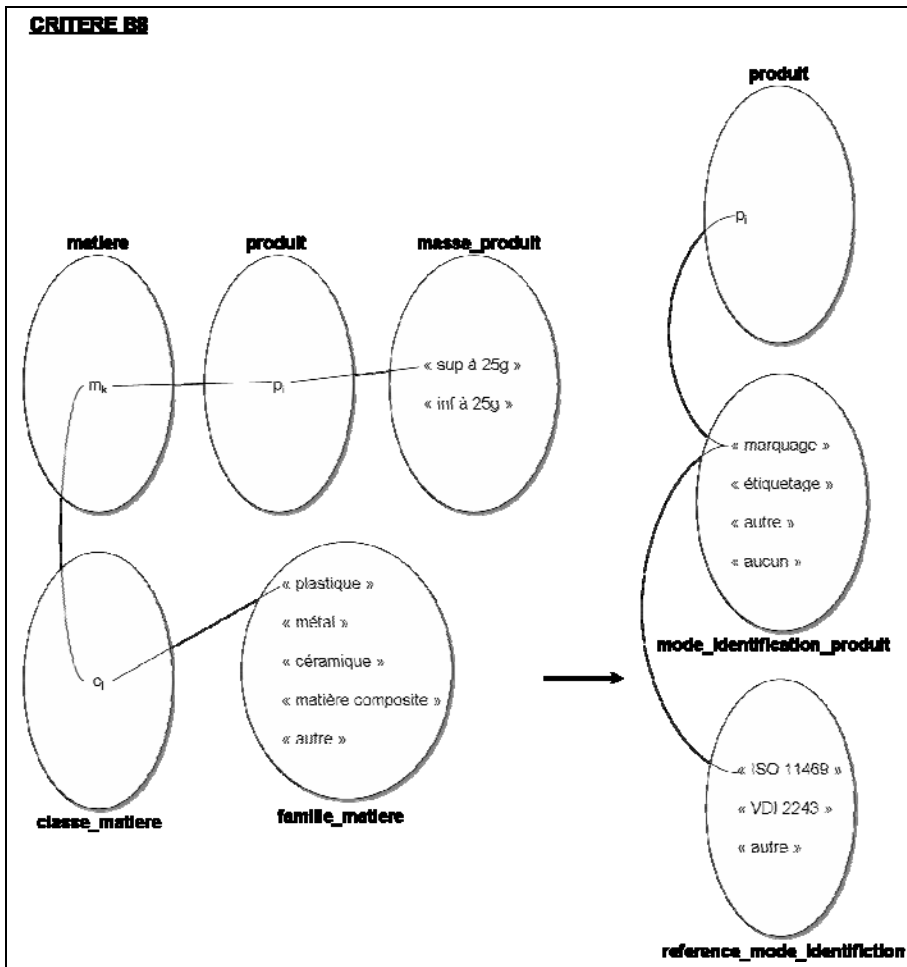 CRITERE B8
produit
pi
matiere
produit
masse_produit
mk
pi
« sup à 25g »
« inf à 25g »
« marquage »
« étiquetage »
« autre »
« aucun »
mode_identification_produit
« plastique »
« métal »
« céramique »
« matière composite »
« autre »
cl
classe_matiere
famille_matiere
« ISO 11469 »
« VDI 2243 »
« autre »
reference_mode_identifiction